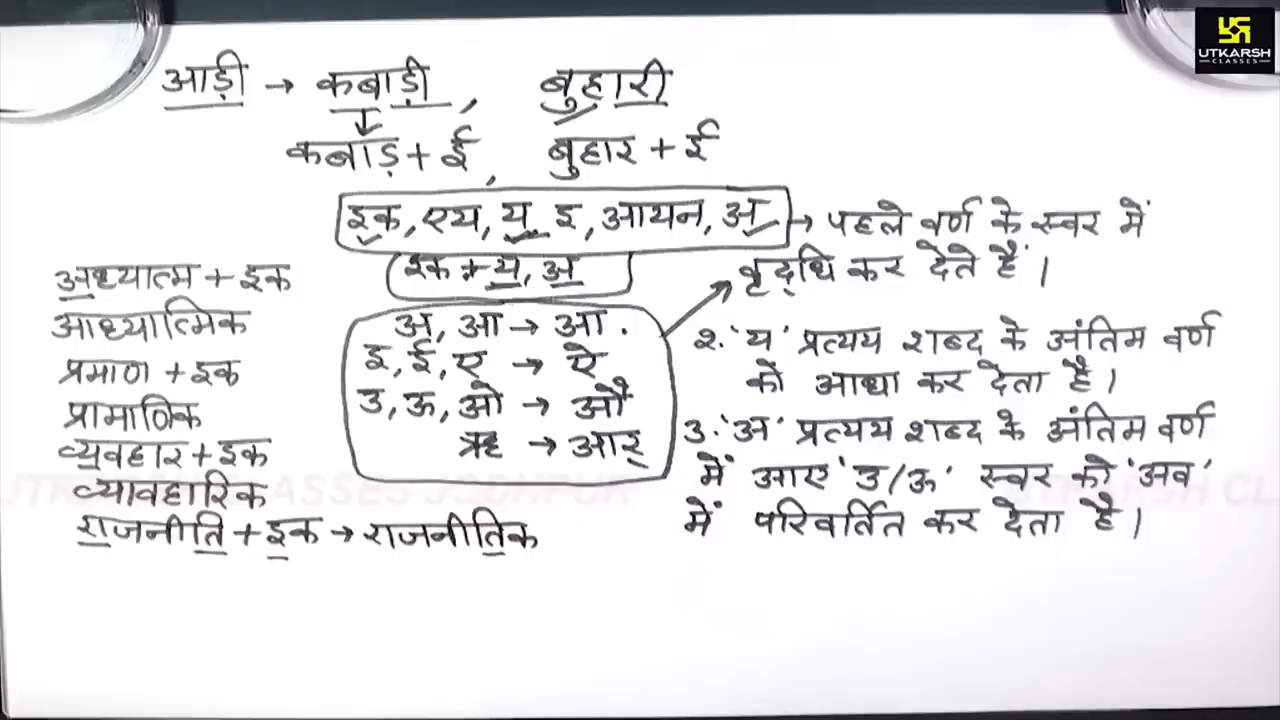 UTKARSH
CLASSES
आड़ी → कबाड़ी, बुहारी
कबाड़ + ई, बुहार + ई
इक, एय, य, इ, आयन, अ → पहले वर्ण के स्वर में
वृद्धि कर देते हैं।
इक + य, अ
अध्यात्म + इक
आध्यात्मिक
प्रमाण + इक
प्रामाणिक
व्यवहार + इक
व्यावहारिक
राजनीति + इक → राजनीतिक
अ, आ → आ.
इ, ई, ए → ऐ
उ, ऊ, ओ → औ
ऋ → आर्
२. 'य' प्रत्यय शब्द के अंतिम वर्ण
को आधा कर देता है।
3. 'अ' प्रत्यय शब्द के अंतिम वर्ण
में आए 'उ/ऊ' स्वर को 'अव'
में परिवर्तित कर देता है।